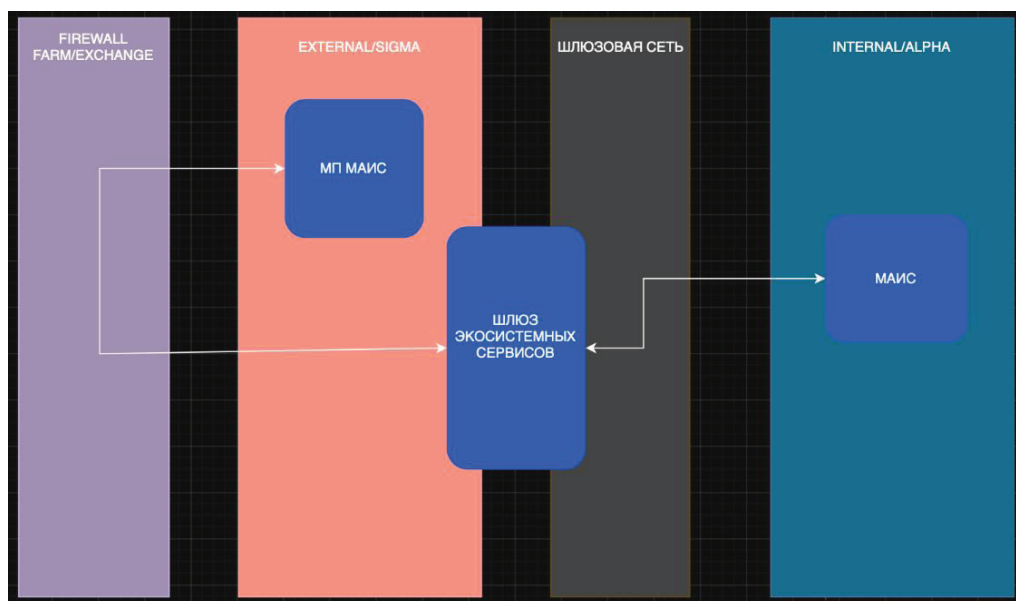 FIREWALL
FARM/EXCHANGE
EXTERNAL/SIGMA
ШЛЮЗОВАЯ СЕТЬ
INTERNAL/ALPHA
МП МАИС
ШЛЮЗ
ЭКОСИСТЕМНЫХ
СЕРВИСОВ
МАИС